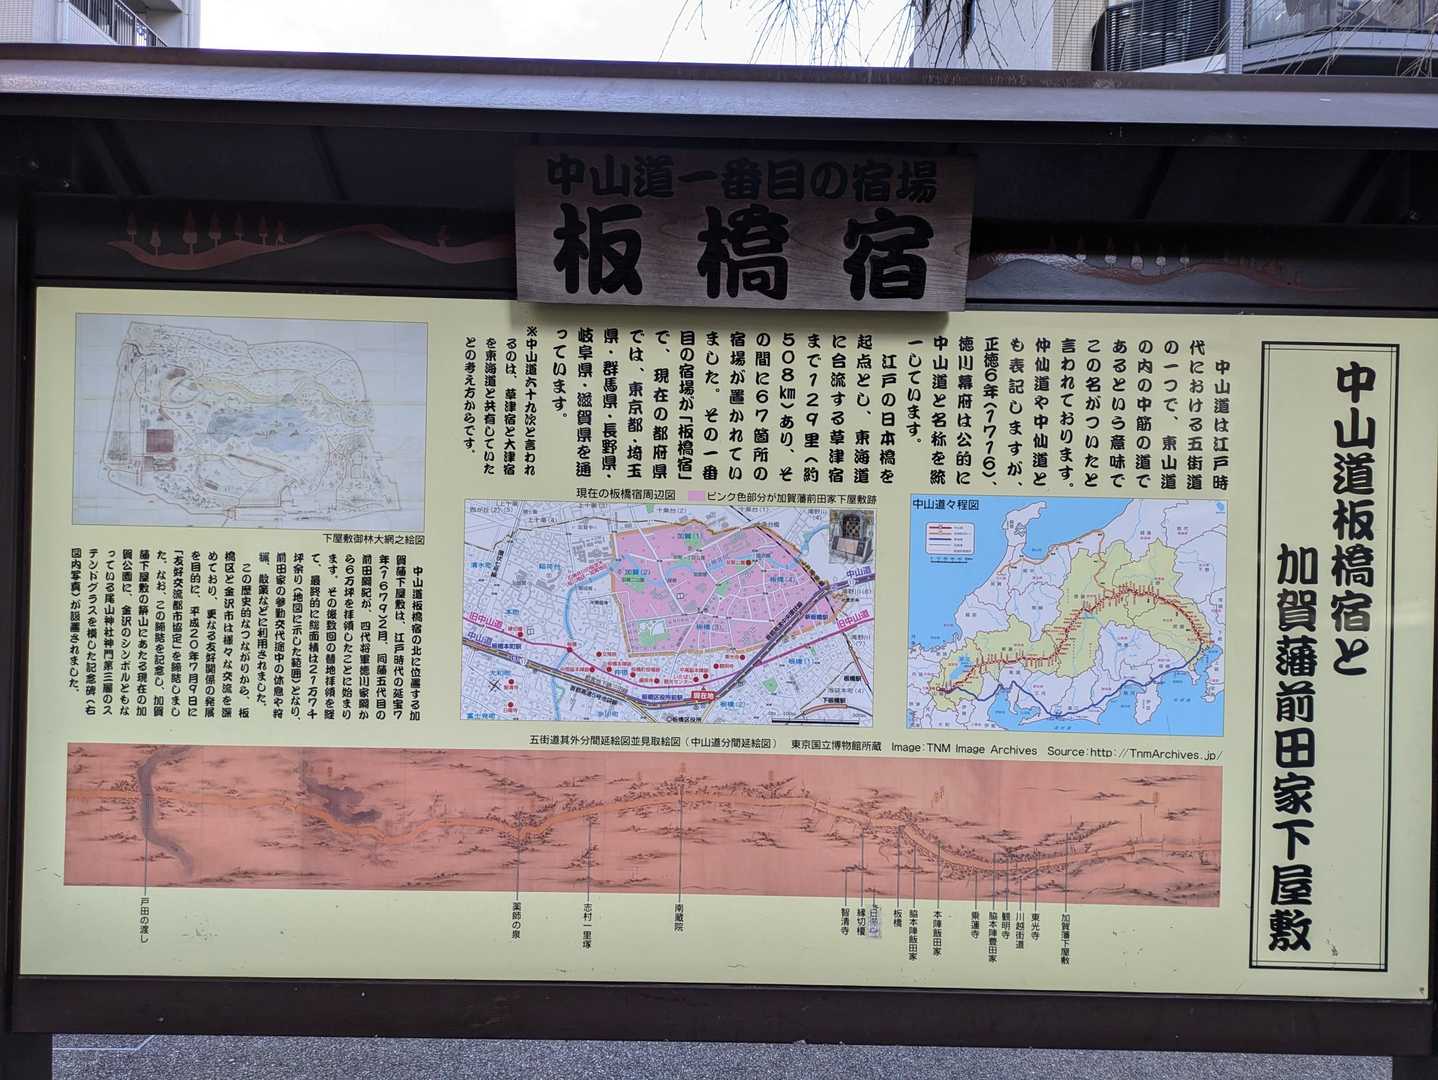 中山道一番目の宿場
板橋宿
中山道板橋宿と
加賀藩前田家下屋敷
中山道は江戸時
代における五街道
の一つで、東山道
の内の中筋の道で
あるという意味で
この名がついたと
言われております。
仲仙道や中仙道と
も表記しますが、
正徳6年(1716)、
徳川幕府は公的に
中山道と名称を統
一しています。
江戸の日本橋を
起点とし、東海道
に合流する草津宿
まで129里(約
508km)あり、そ
の間に67箇所の
宿場が置かれてい
ました。その一番
目の宿場が「板橋宿」
で、現在の都府県
では、東京都・埼玉
県・群馬県・長野県・
岐阜県・滋賀県を通
っています。
※中山道六十九次と言われ
るのは、草津宿と大津宿
を東海道と共有していた
との考え方からです。
下屋敷御林大綱之絵図
現在の板橋宿周辺図
ピンク色部分が加賀藩前田家下屋敷跡
中山道々程図
旧中山道
中山道
現在地
©板橋区役所
中山道板橋宿の北に位置する加
賀藩下屋敷は、江戸時代の延宝7
年(1679)2月、同藩五代目の
前田綱紀が、四代将軍徳川家綱か
ら6万坪を拝領したことに始まり
ます。その後数回の替地拝領を経
て、最終的に総面積は21万7千
坪余り(地図に示した範囲)となり、
前田家の参勤交代途中の休息や狩
猟、散策などに利用されました。
この歴史的なつながりから、板
橋区と金沢市は様々な交流を深
めており、更なる友好関係の発展
を目的に、平成20年7月9日に
「友好交流都市協定」を締結しまし
た。なお、この締結を記念し、加賀
藩下屋敷の築山にあたる現在の加
賀公園に、金沢のシンボルともな
っている尾山神社神門第三層のス
テンドグラスを模した記念碑(右
図内写真)が設置されました。
五街道其外分間延絵図並見取絵図(中山道分間延絵図) 東京国立博物館所蔵 Image:TNM Image Archives Source:http://TnmArchives.jp/
戸田の渡し
薬師の泉
志村一里塚
南蔵院
智清寺
縁切榎
板橋
脇本陣飯田家
本陣飯田家
乗蓮寺
脇本陣豊田家
観明寺
川越街道
東光寺
加賀藩下屋敷